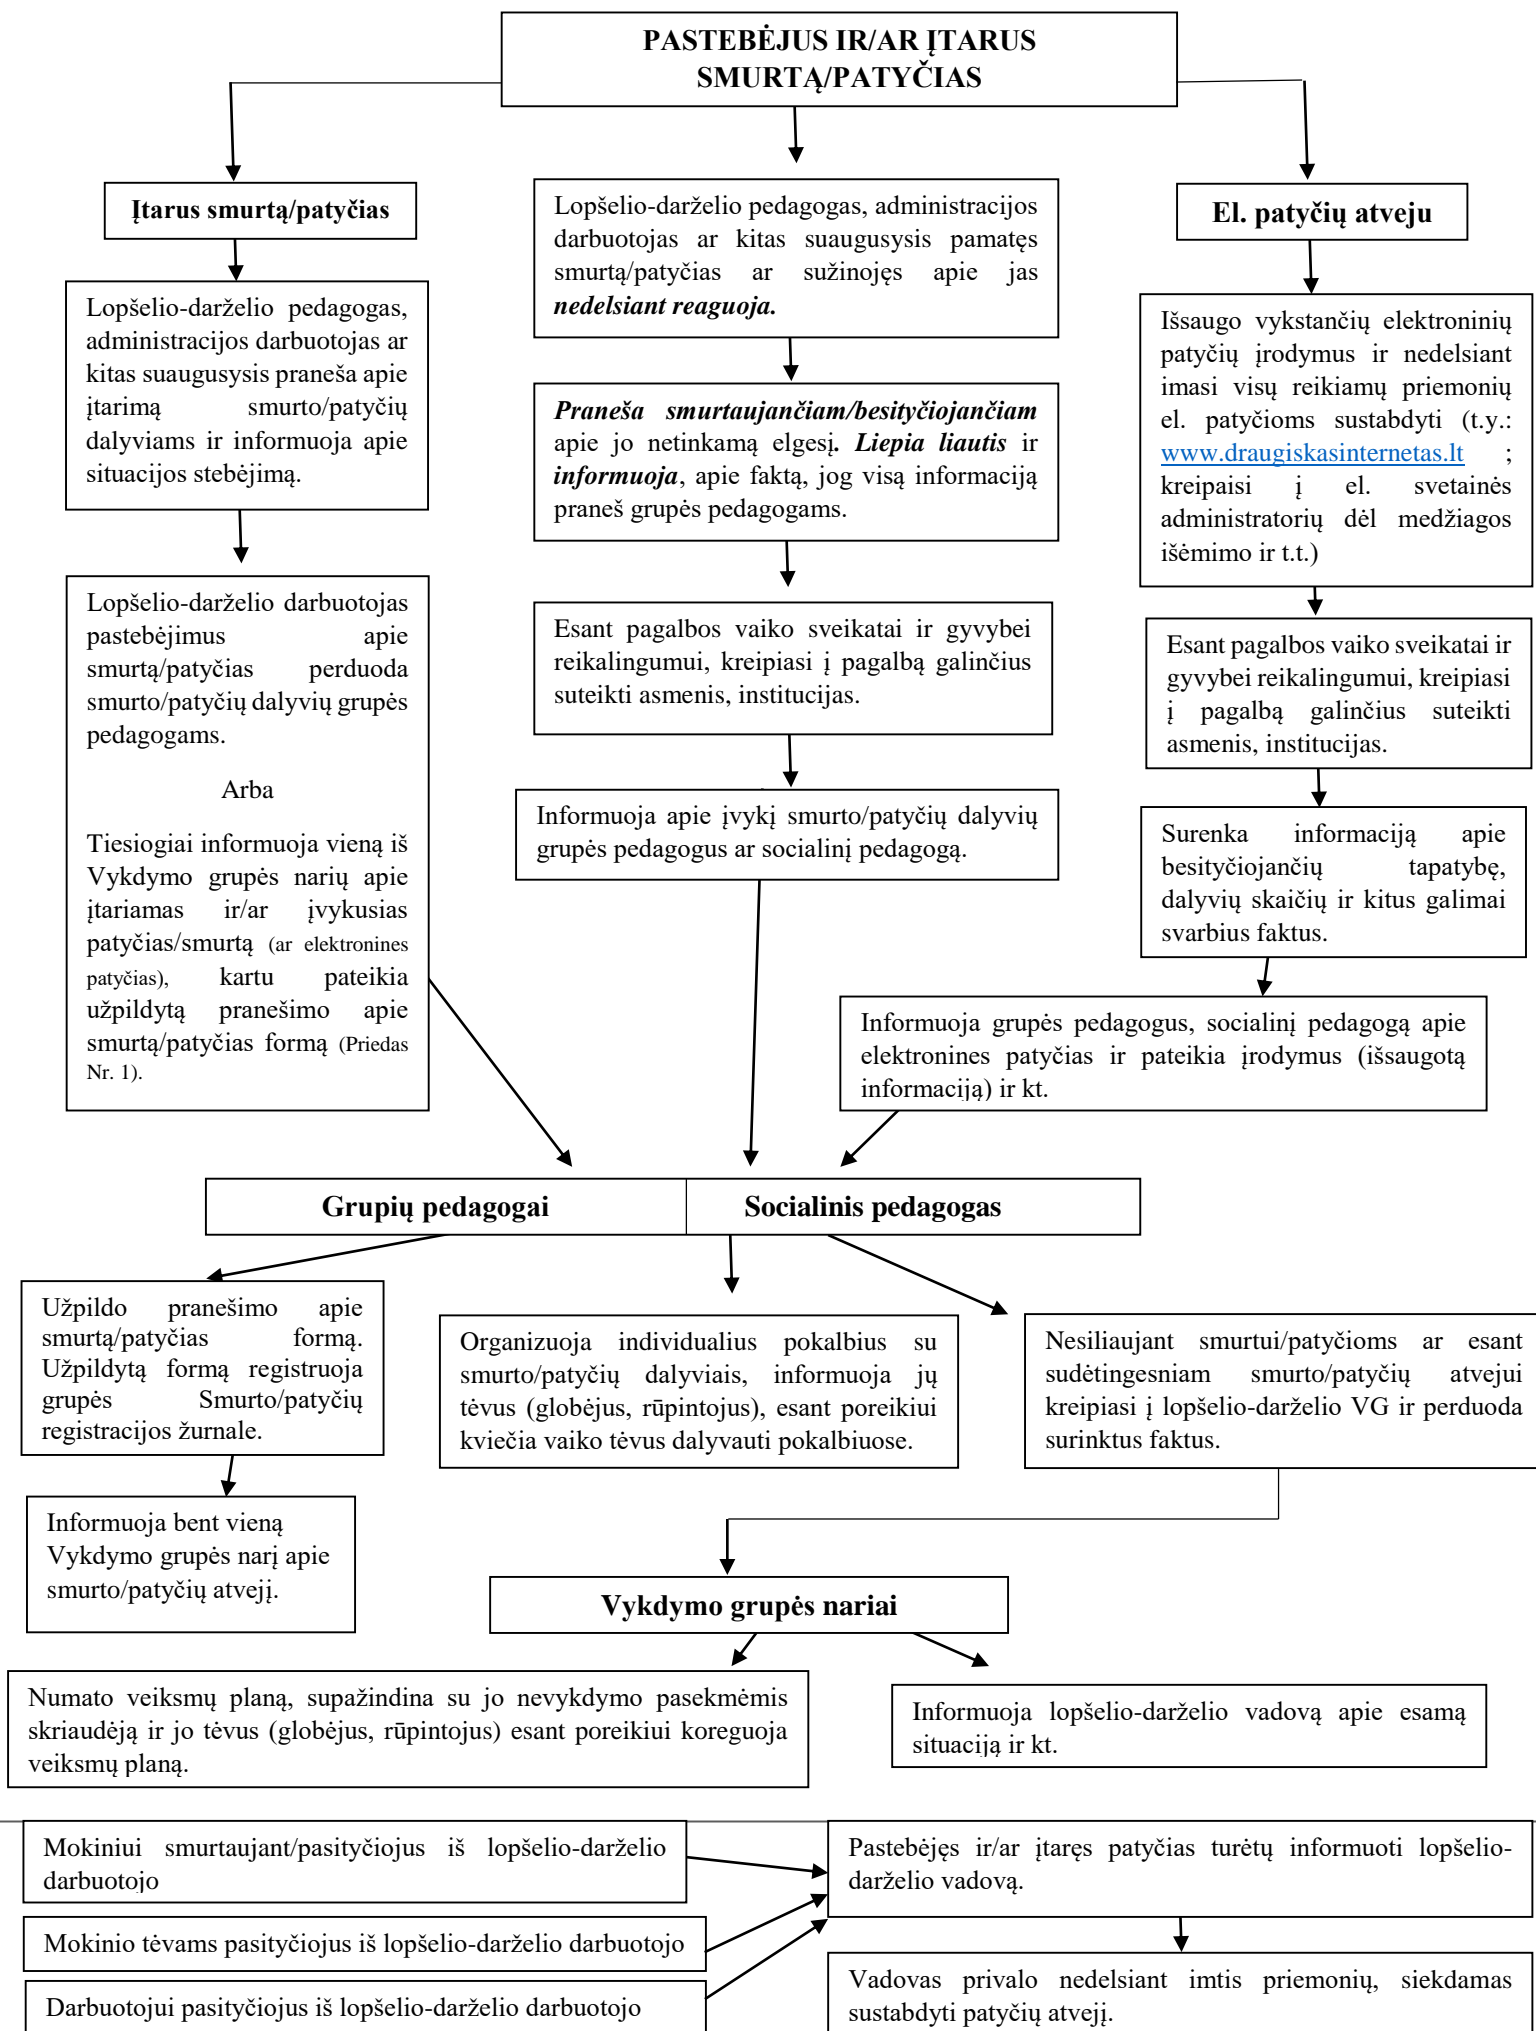 PASTEBĖJUS IR/AR ĮTARUS
SMURTĄ/PATYČIAS
Įtarus smurtą/patyčias
Lopšelio-darželio pedagogas,
administracijos darbuotojas ar
kitas suaugusysis praneša apie
įtarimą smurto/patyčių
dalyviams ir informuoja apie
situacijos stebėjimą.
Lopšelio-darželio darbuotojas
pastebėjimus apie
smurtą/patyčias perduoda
smurto/patyčių dalyvių grupės
pedagogams.
Arba
Tiesiogiai informuoja vieną iš
Vykdymo grupės narių apie
įtariamas ir/ar įvykusias
patyčias/smurtą (ar elektronines
patyčias), kartu pateikia
užpildytą pranešimo apie
smurtą/patyčias formą (Priedas
Nr. 1).
Lopšelio-darželio pedagogas, administracijos
darbuotojas ar kitas suaugusysis pamatęs
smurtą/patyčias ar sužinojęs apie jas
nedelsiant reaguoja.
Praneša smurtaujančiam/besityčiojančiam
apie jo netinkamą elgesį. Liepia liautis ir
informuoja, apie faktą, jog visą informaciją
praneš grupės pedagogams.
Esant pagalbos vaiko sveikatai ir gyvybei
reikalingumui, kreipiasi į pagalbą galinčius
suteikti asmenis, institucijas.
Informuoja apie įvykį smurto/patyčių dalyvių
grupės pedagogus ar socialinį pedagogą.
El. patyčių atveju
Išsaugo vykstančių elektroninių
patyčių įrodymus ir nedelsiant
imasi visų reikiamų priemonių
el. patyčioms sustabdyti (t.y.:
www.draugiskasinternetas.lt ;
kreipaisi į el. svetainės
administratorių dėl medžiagos
išėmimo ir t.t.)
Esant pagalbos vaiko sveikatai ir
gyvybei reikalingumui, kreipiasi
į pagalbą galinčius suteikti
asmenis, institucijas.
Surenka informaciją apie
besityčiojančių tapatybę,
dalyvių skaičių ir kitus galimai
svarbius faktus.
Informuoja grupės pedagogus, socialinį pedagogą apie
elektronines patyčias ir pateikia įrodymus (išsaugotą
informaciją) ir kt.
Grupių pedagogai
Socialinis pedagogas
Užpildo pranešimo apie
smurtą/patyčias formą.
Užpildytą formą registruoja
grupės Smurto/patyčių
registracijos žurnale.
Informuoja bent vieną
Vykdymo grupės narį apie
smurto/patyčių atvejį.
Organizuoja individualius pokalbius su
smurto/patyčių dalyviais, informuoja jų
tėvus (globėjus, rūpintojus), esant poreikiui
kviečia vaiko tėvus dalyvauti pokalbiuose.
Nesiliaujant smurtui/patyčioms ar esant
sudėtingesniam smurto/patyčių atvejui
kreipiasi į lopšelio-darželio VG ir perduoda
surinktus faktus.
Vykdymo grupės nariai
Numato veiksmų planą, supažindina su jo nevykdymo pasekmėmis
skriaudėją ir jo tėvus (globėjus, rūpintojus) esant poreikiui koreguoja
veiksmų planą.
Informuoja lopšelio-darželio vadovą apie esamą
situaciją ir kt.
Mokiniui smurtaujant/pasityčiojus iš lopšelio-darželio
darbuotojo
Mokinio tėvams pasityčiojus iš lopšelio-darželio darbuotojo
Darbuotojui pasityčiojus iš lopšelio-darželio darbuotojo
Pastebėjęs ir/ar įtaręs patyčias turėtų informuoti lopšelio-
darželio vadovą.
Vadovas privalo nedelsiant imtis priemonių, siekdamas
sustabdyti patyčių atvejį.